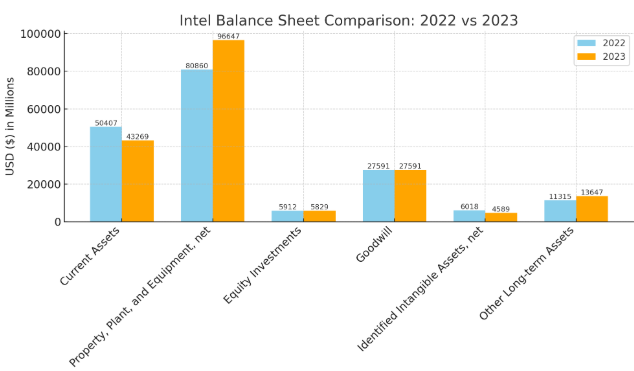 Intel Balance Sheet Comparison: 2022 vs 2023
USD ($) in Millions
100000
80000
60000
40000
20000
0
2022
2023
50407
43269
80860
96647
5912
5829
27591
27591
6018
4589
11315
13647
Current Assets
Property, Plant, and Equipment, net
Equity Investments
Goodwill
Identified Intangible Assets, net
Other Long-term Assets